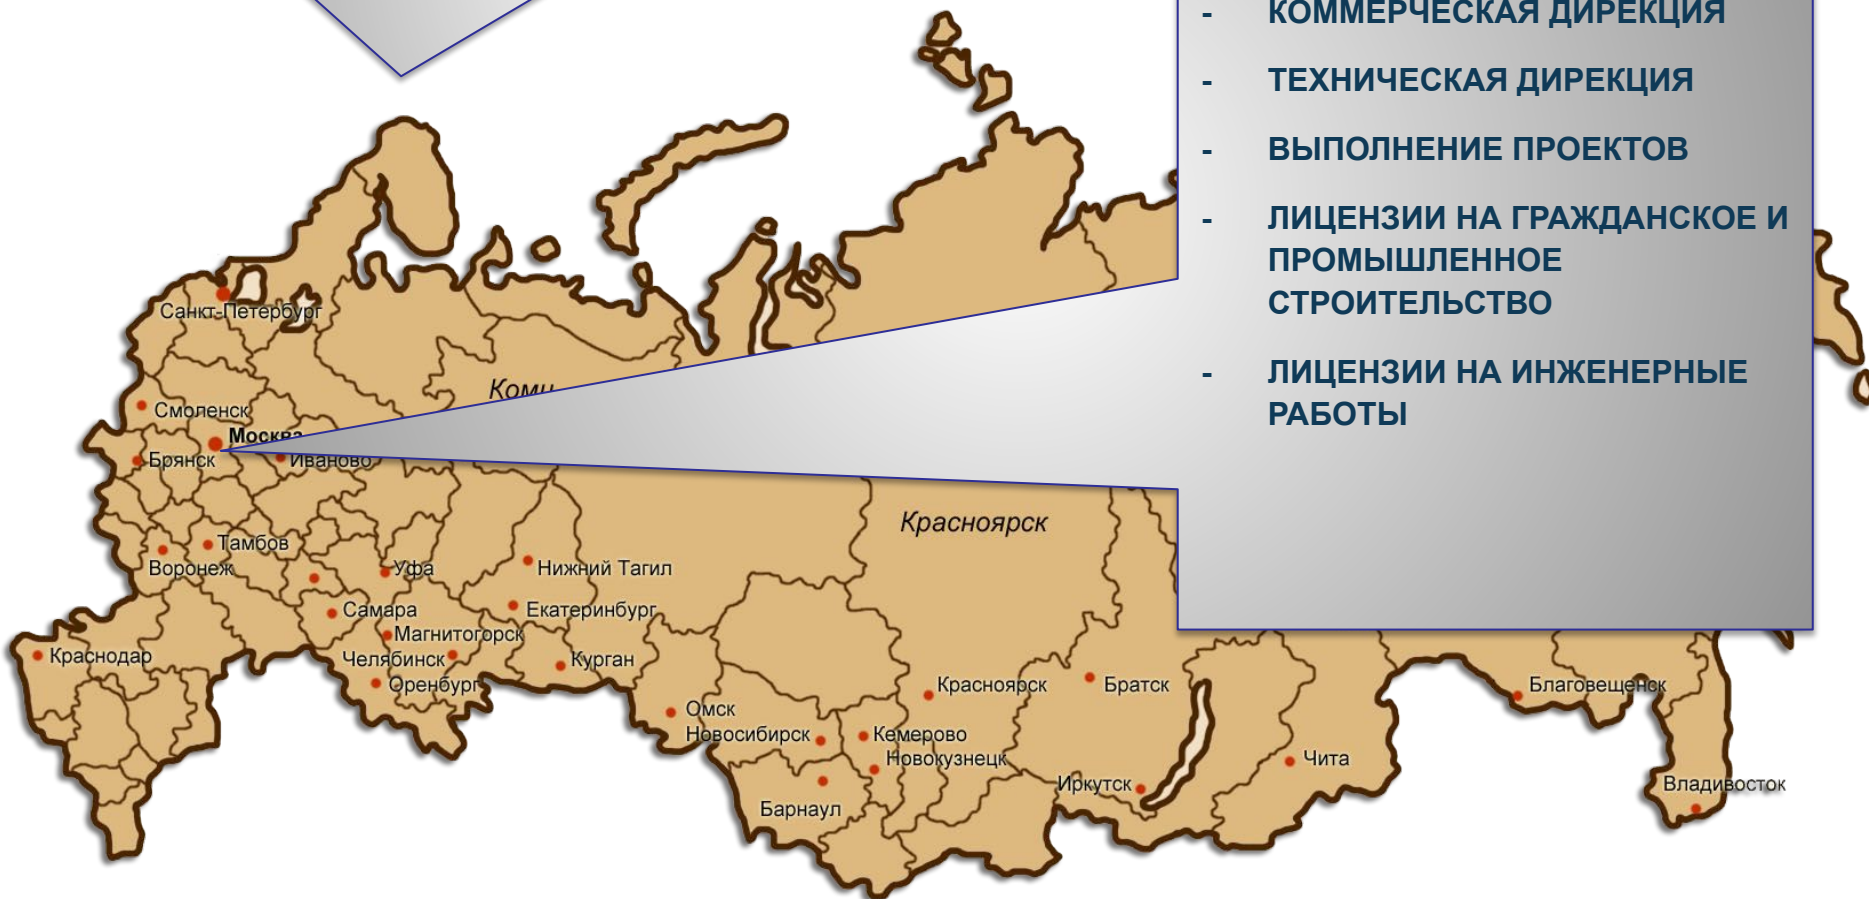 - КОММЕРЧЕСКАЯ ДИРЕКЦИЯ
- ТЕХНИЧЕСКАЯ ДИРЕКЦИЯ
- ВЫПОЛНЕНИЕ ПРОЕКТОВ
- ЛИЦЕНЗИИ НА ГРАЖДАНСКОЕ И
ПРОМЫШЛЕННОЕ
СТРОИТЕЛЬСТВО
- ЛИЦЕНЗИИ НА ИНЖЕНЕРНЫЕ
РАБОТЫ
Санкт-Петербург
Коми
Смоленск
Москва
Брянск
Иваново
Красноярск
Тамбов
Воронеж
Уфа
Нижний Тагил
Самара
Екатеринбург
Магнитогорск
Краснодар
Челябинск
Курган
Оренбург
Красноярск
Братск
Благовещенск
Омск
Новосибирск
Кемерово
Новокузнецк
Чита
Иркутск
Владивосток
Барнаул